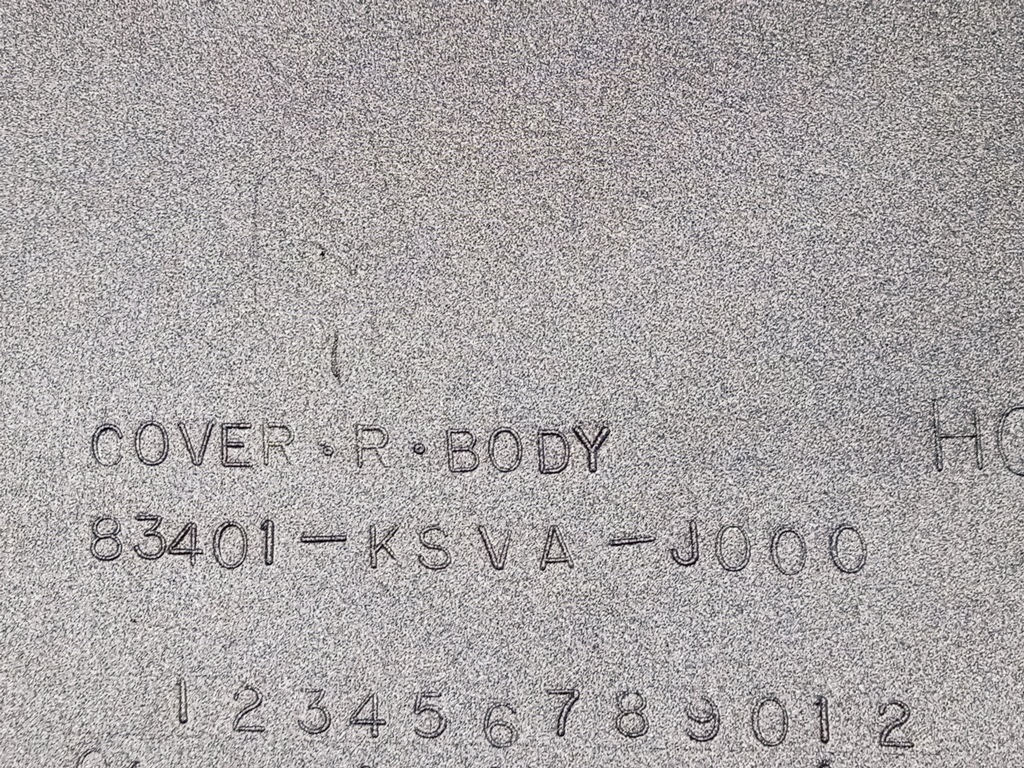 COVER・R・BODY
83401-KSVA-J000
1 2 3 4 5 6 7 8 9 0 1 2